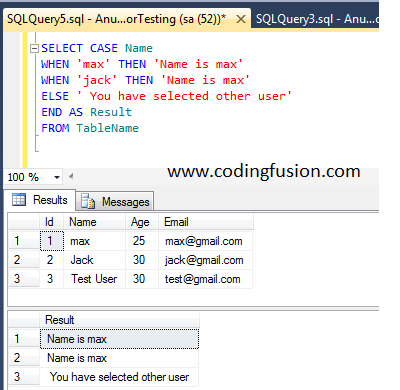 SQLQuery5.sql - Anu...orTesting (sa (52))* SQLQuery3.sql - Anu...o
SELECT CASE Name
WHEN 'max' THEN 'Name is max'
WHEN 'jack' THEN 'Name is max'
ELSE ' You have selected other user'
END AS Result
FROM TableName
100 %
www.codingfusion.com
Results Messages
Id Name Age Email
1 1 max 25 max@gmail.com
2 2 Jack 30 jack@gmail.com
3 3 Test User 30 test@gmail.com
Result
1 Name is max
2 Name is max
3 You have selected other user